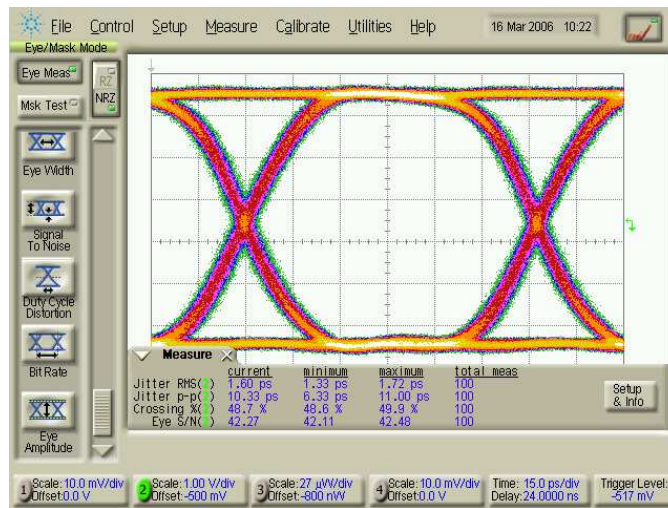 File Control Setup Measure Calibrate Utilities Help 16 Mar 2006 10:22
Eye/Mask Mode
Eye Meas
RZ
Msk Test
NRZ
Eye Width
Signal
To Noise
Duty Cycle
Distortion
Bit Rate
Eye
Amplitude
Measure
current minimum maximum total meas
Jitter RMS(2) 1.60 ps 1.33 ps 1.72 ps 100
Jitter p-p(2) 10.33 ps 6.33 ps 11.00 ps 100
Crossing %(2) 48.7 % 48.6 % 49.9 % 100
Eye S/N(2) 42.27 42.11 42.48 100
Setup
& Info
1 Scale:10.0 mV/div
Offset:0.0 V
2 Scale:1.00 V/div
Offset:-500 mV
3 Scale:27 µW/div
Offset:-800 nW
4 Scale:10.0 mV/div
Offset:0.0 V
Time: 15.0 ps/div
Delay:24.0000 ns
Trigger Level:
-517 mV